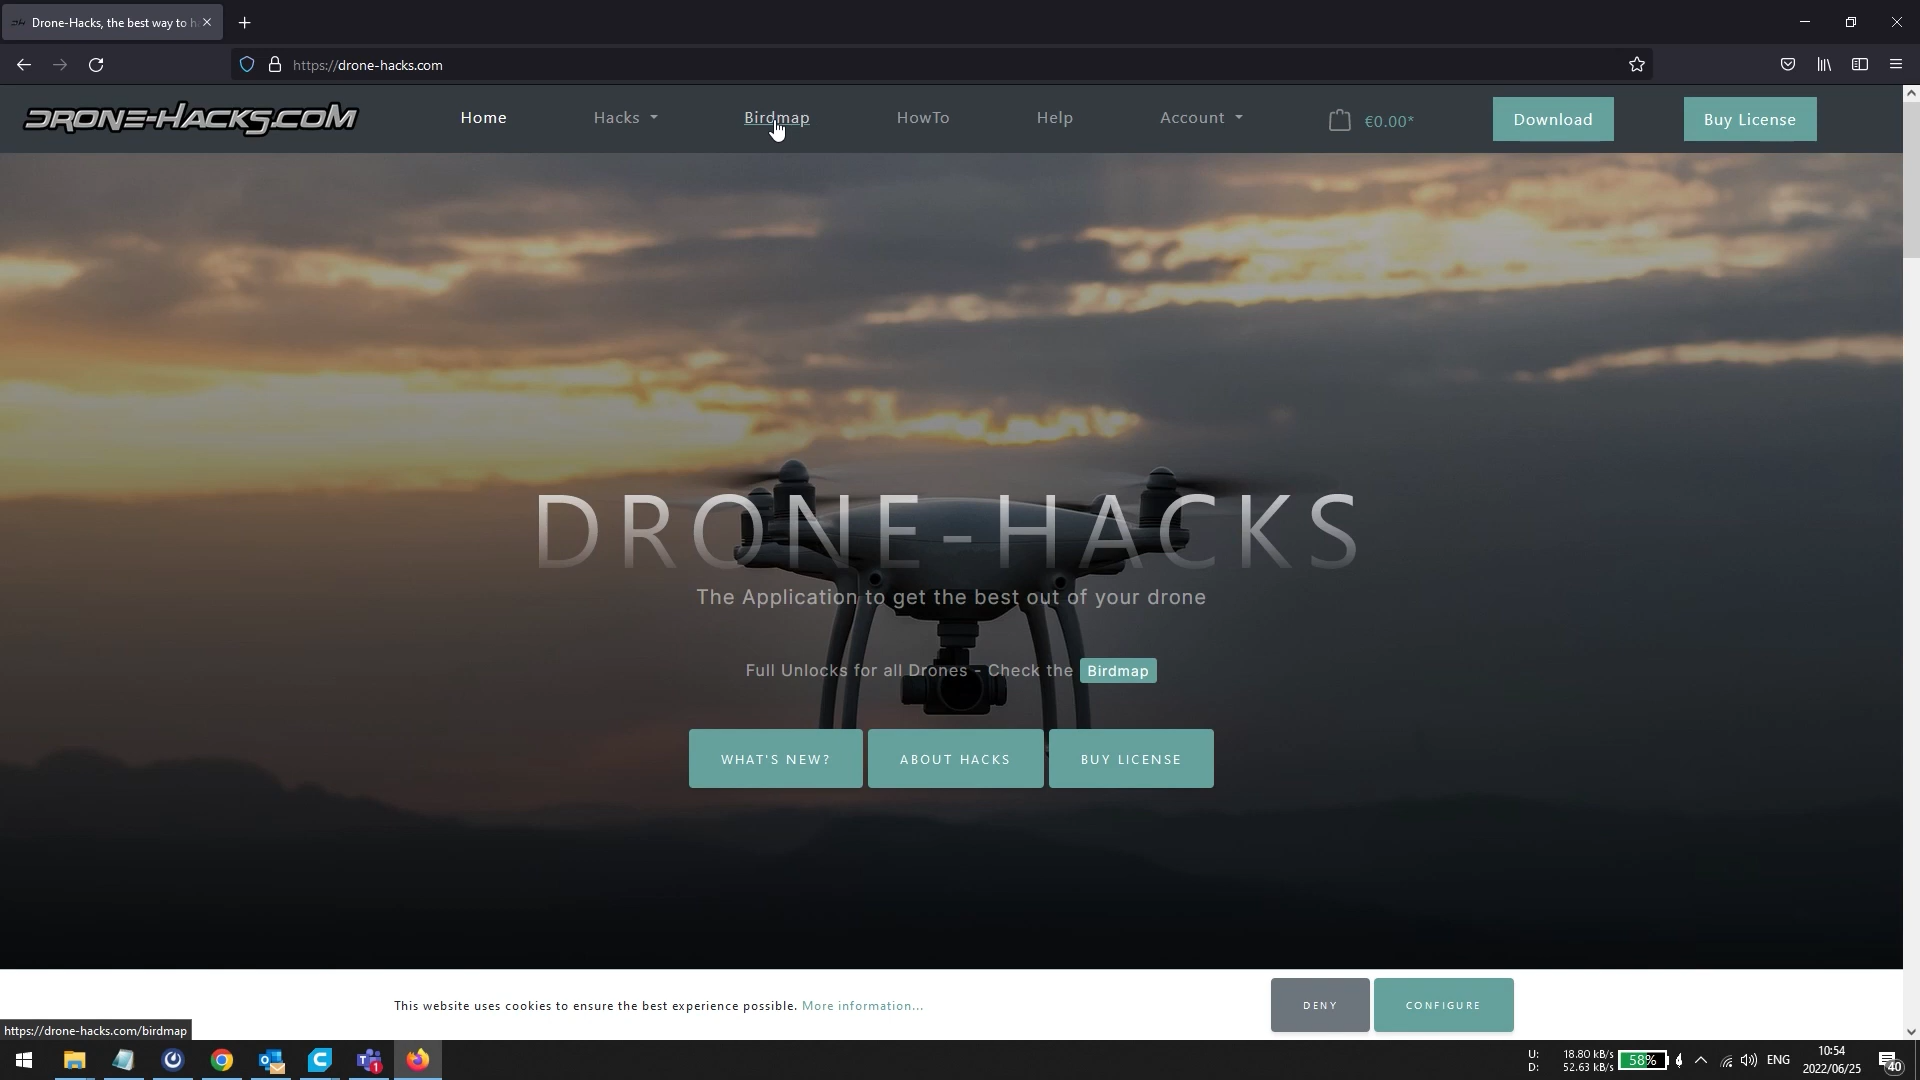 Drone-Hacks, the best way to h
https://drone-hacks.com
DRONE-HACKS.COM
Home
Hacks
Birdmap
HowTo
Help
Account
€0.00*
Download
Buy License
DRONE-HACKS
The Application to get the best out of your drone
Full Unlocks for all Drones - Check the Birdmap
WHAT'S NEW?
ABOUT HACKS
BUY LICENSE
This website uses cookies to ensure the best experience possible. More information...
DENY
CONFIGURE
https://drone-hacks.com/birdmap
U: 18.80 kB/s
D: 52.63 kB/s
58%
ENG
10:54
2022/06/25
40
1